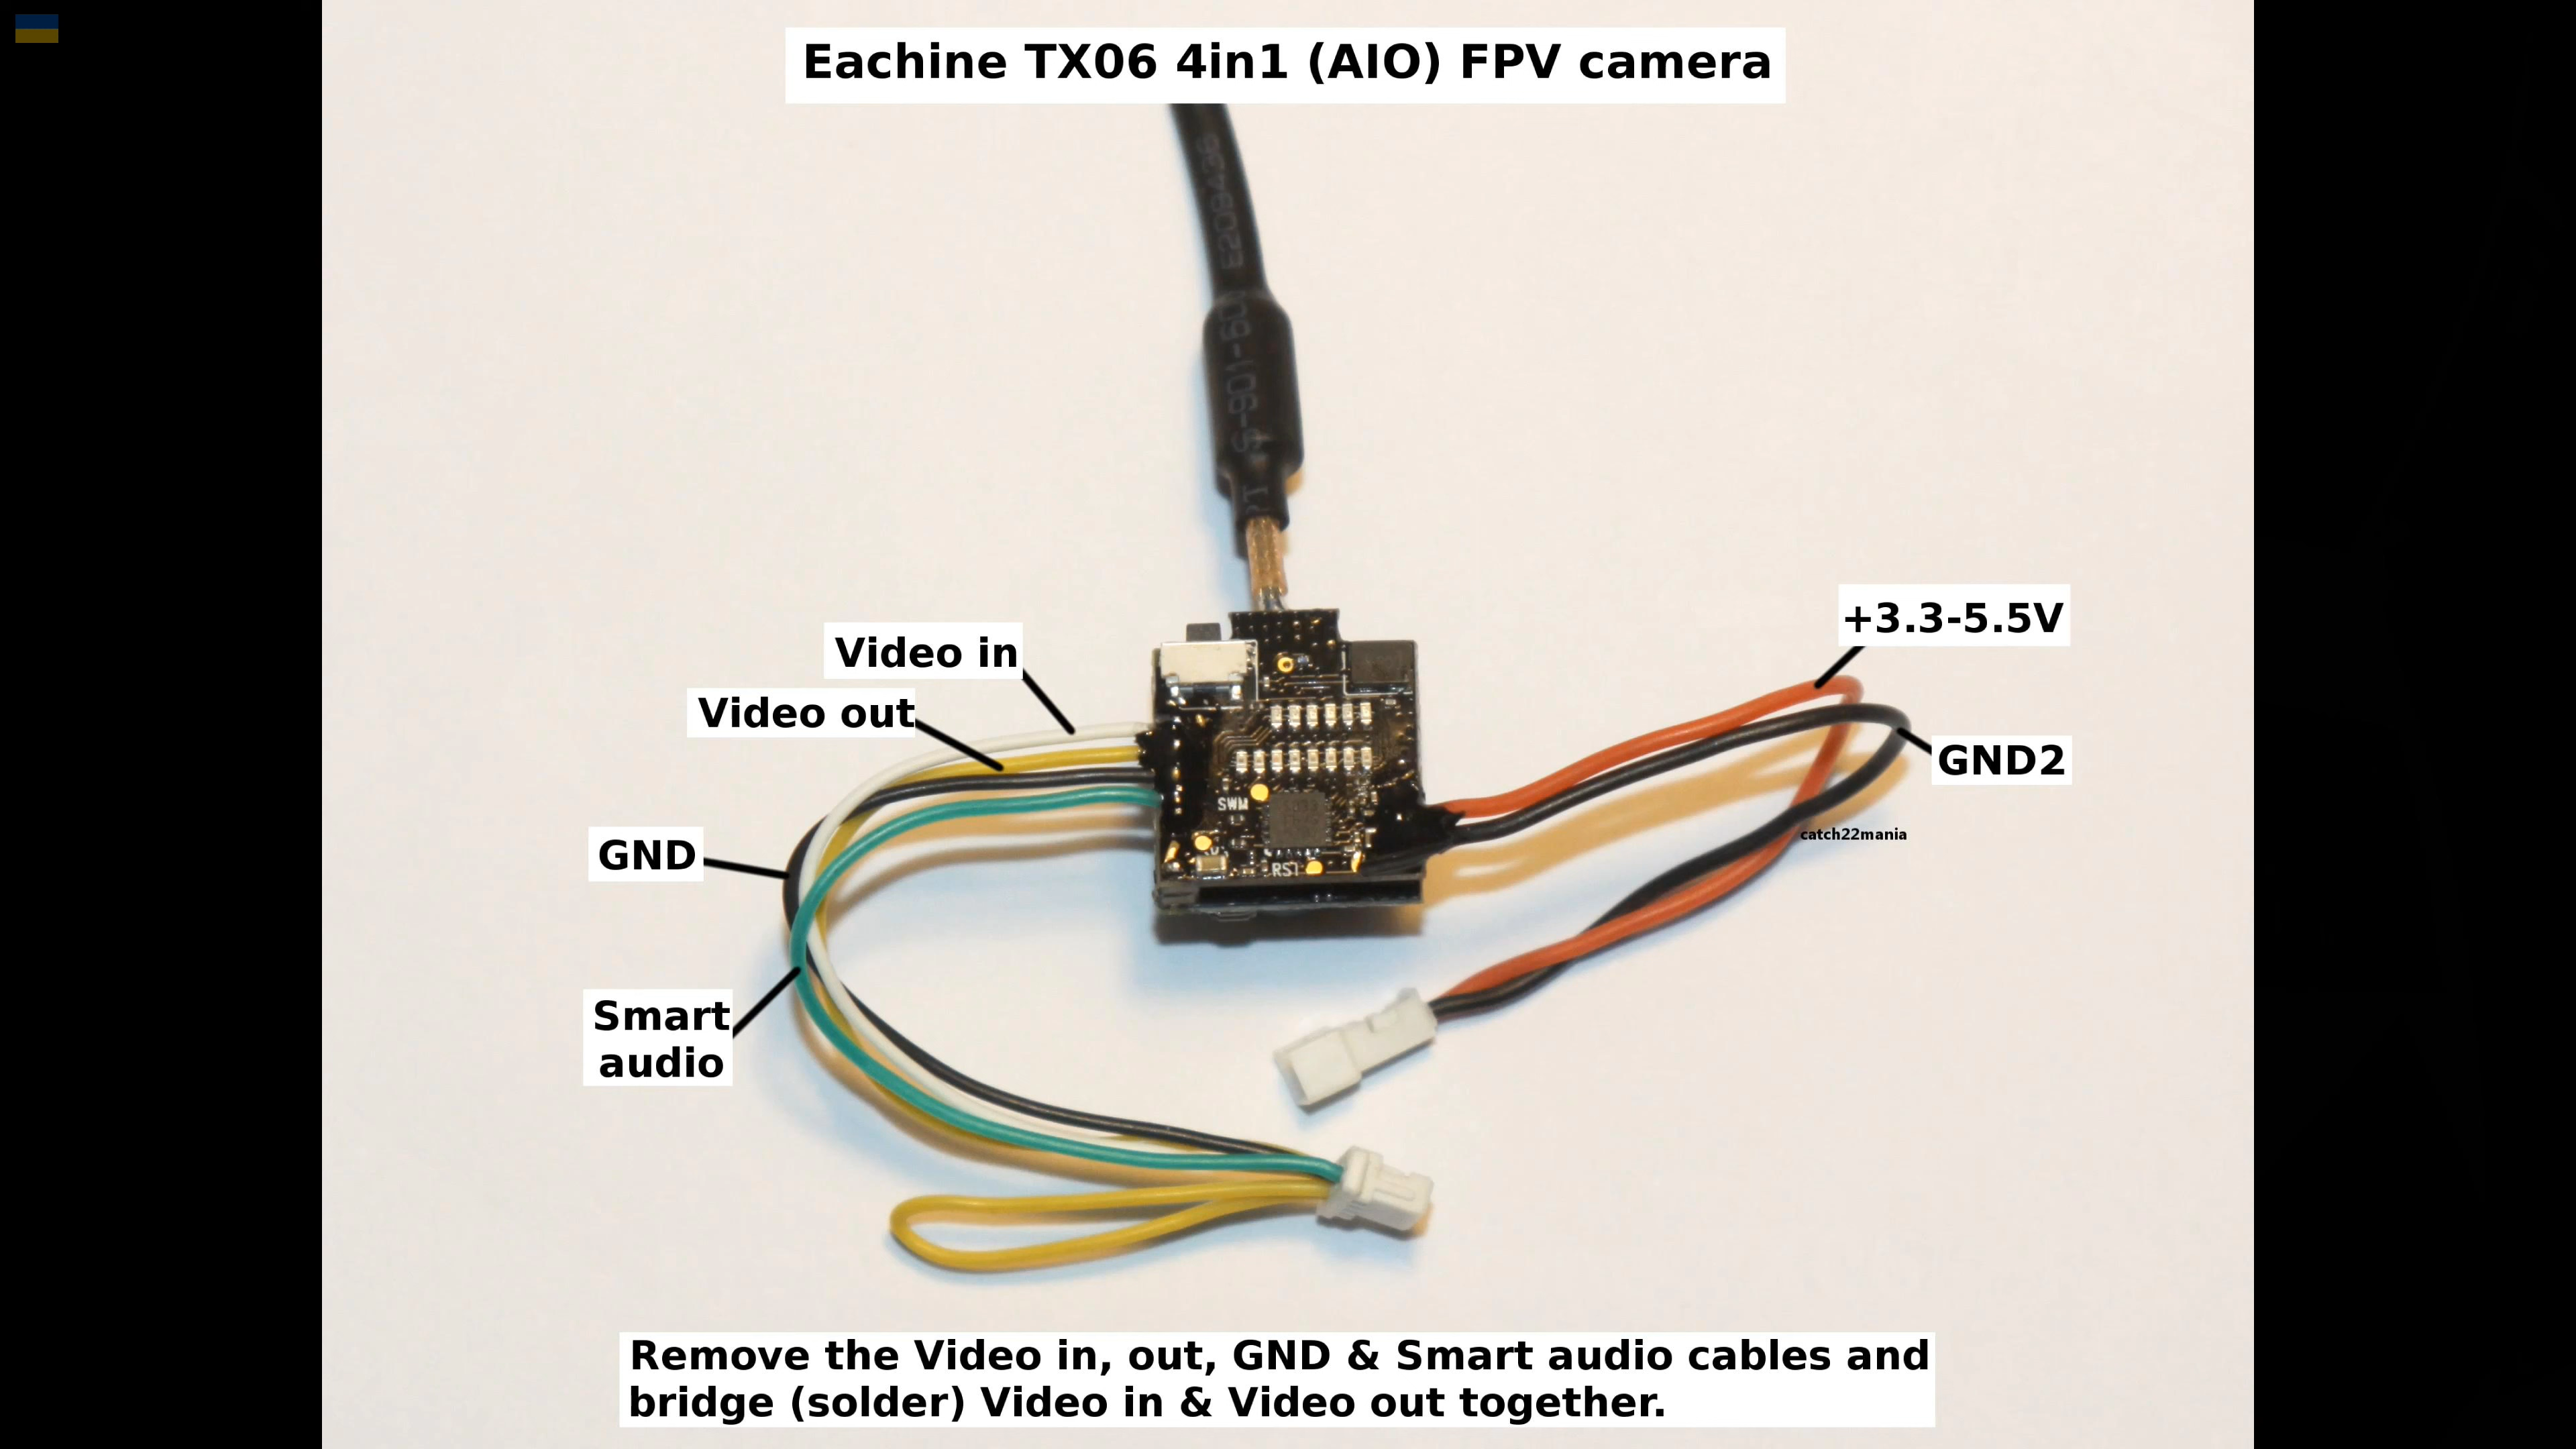 Eachine TX06 4in1 (AIO) FPV camera
E209436
Video in
+3.3-5.5V
Video out
GND2
SWM
catch22mania
GND
RST
Smart
audio
Remove the Video in, out, GND & Smart audio cables and
bridge (solder) Video in & Video out together.